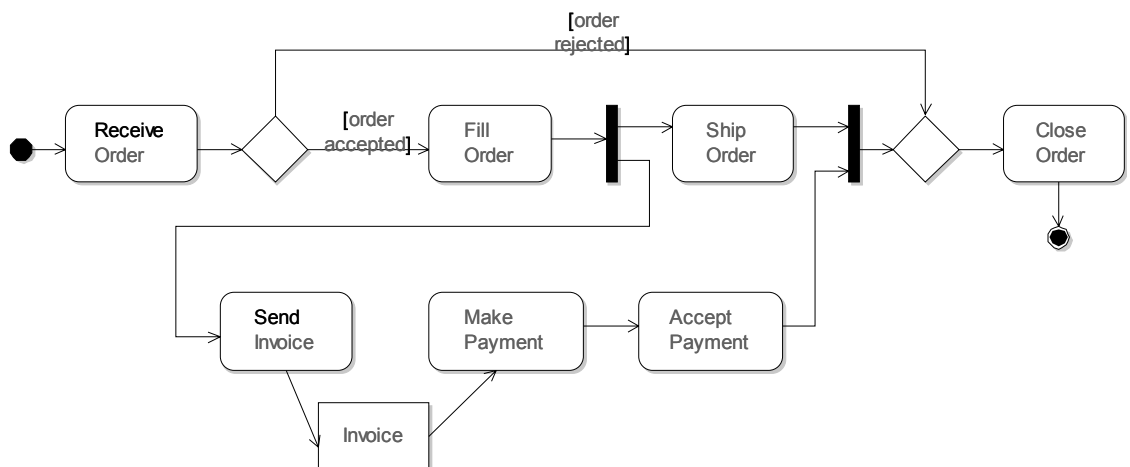 [order
rejected]
Receive
Order
[order
accepted]
Fill
Order
Ship
Order
Close
Order
Send
Invoice
Make
Payment
Accept
Payment
Invoice